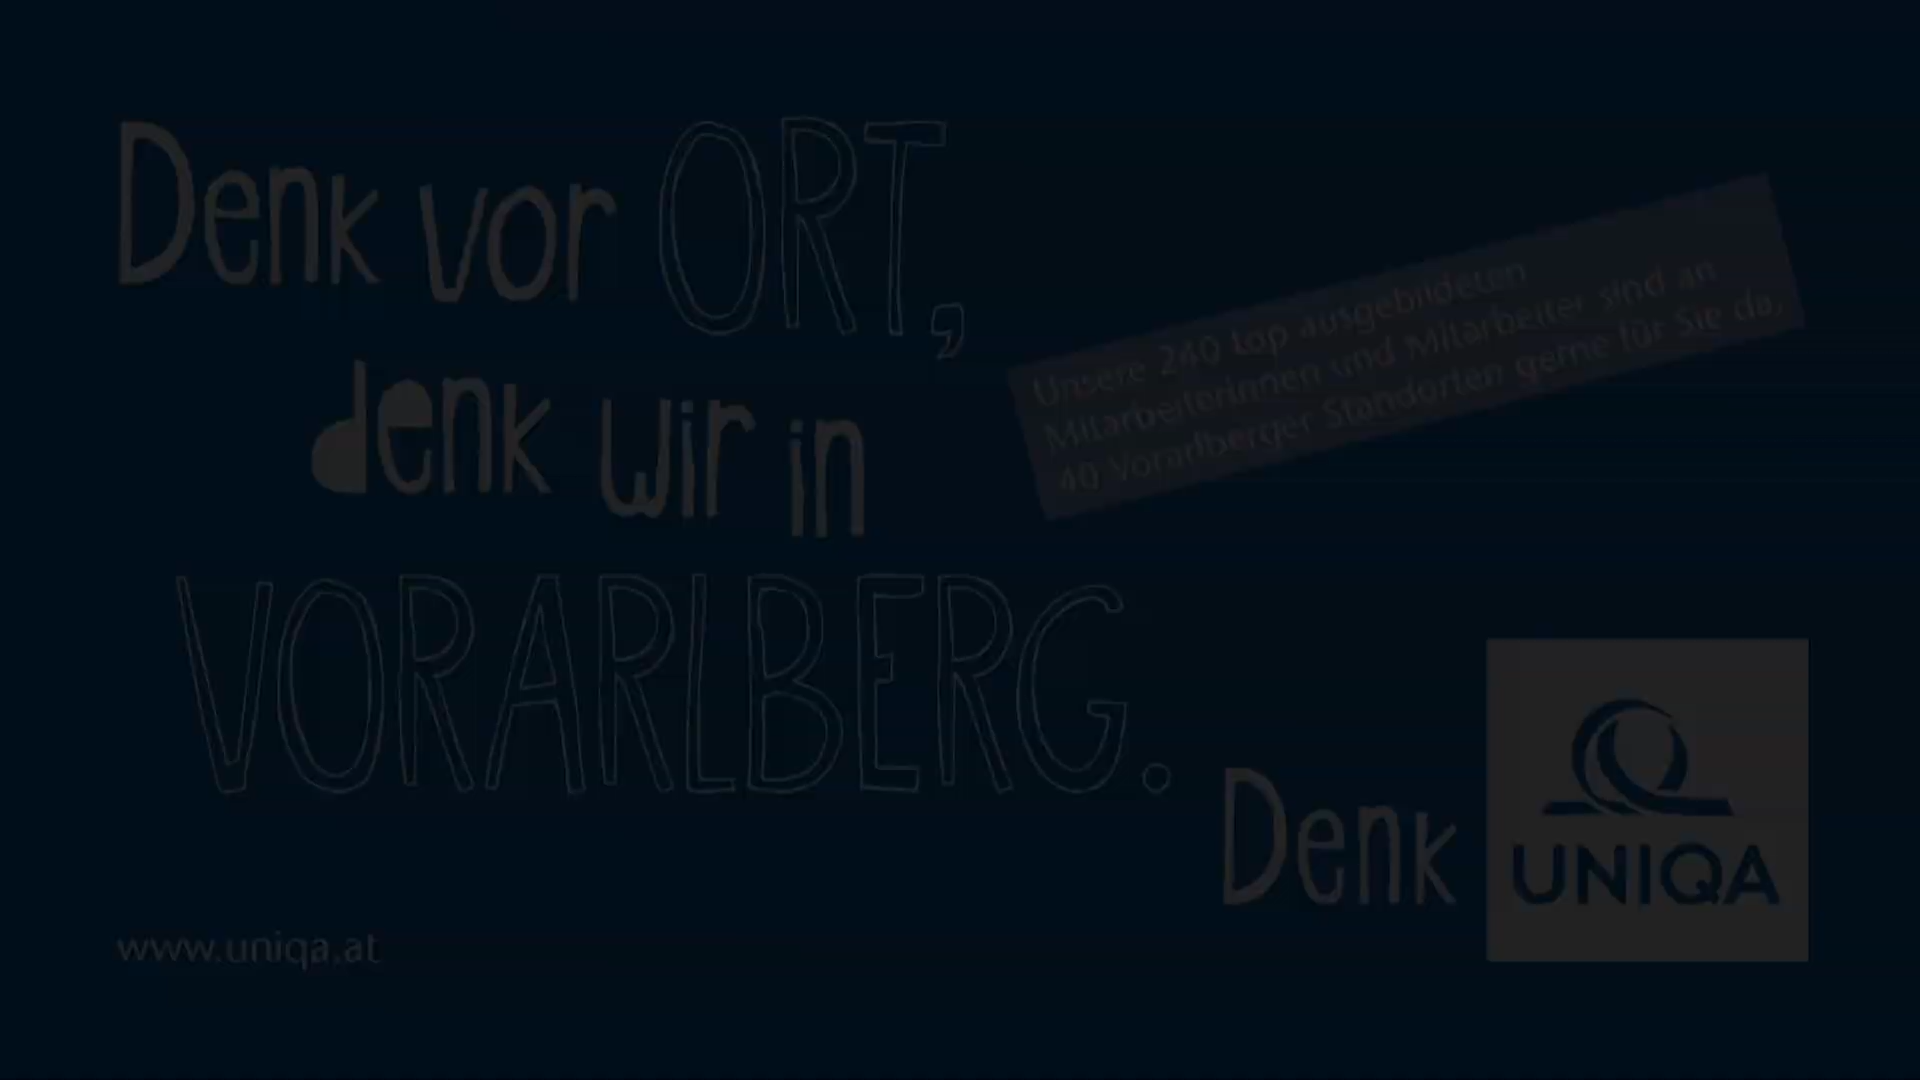 Denk vor ORT,
denk wir in
VORARLBERG.
Unsere 240 top ausgebildeten
Mitarbeiterinnen und Mitarbeiter sind an
40 Vorarlberger Standorten gerne für Sie da.
Denk
UNIQA
www.uniqa.at